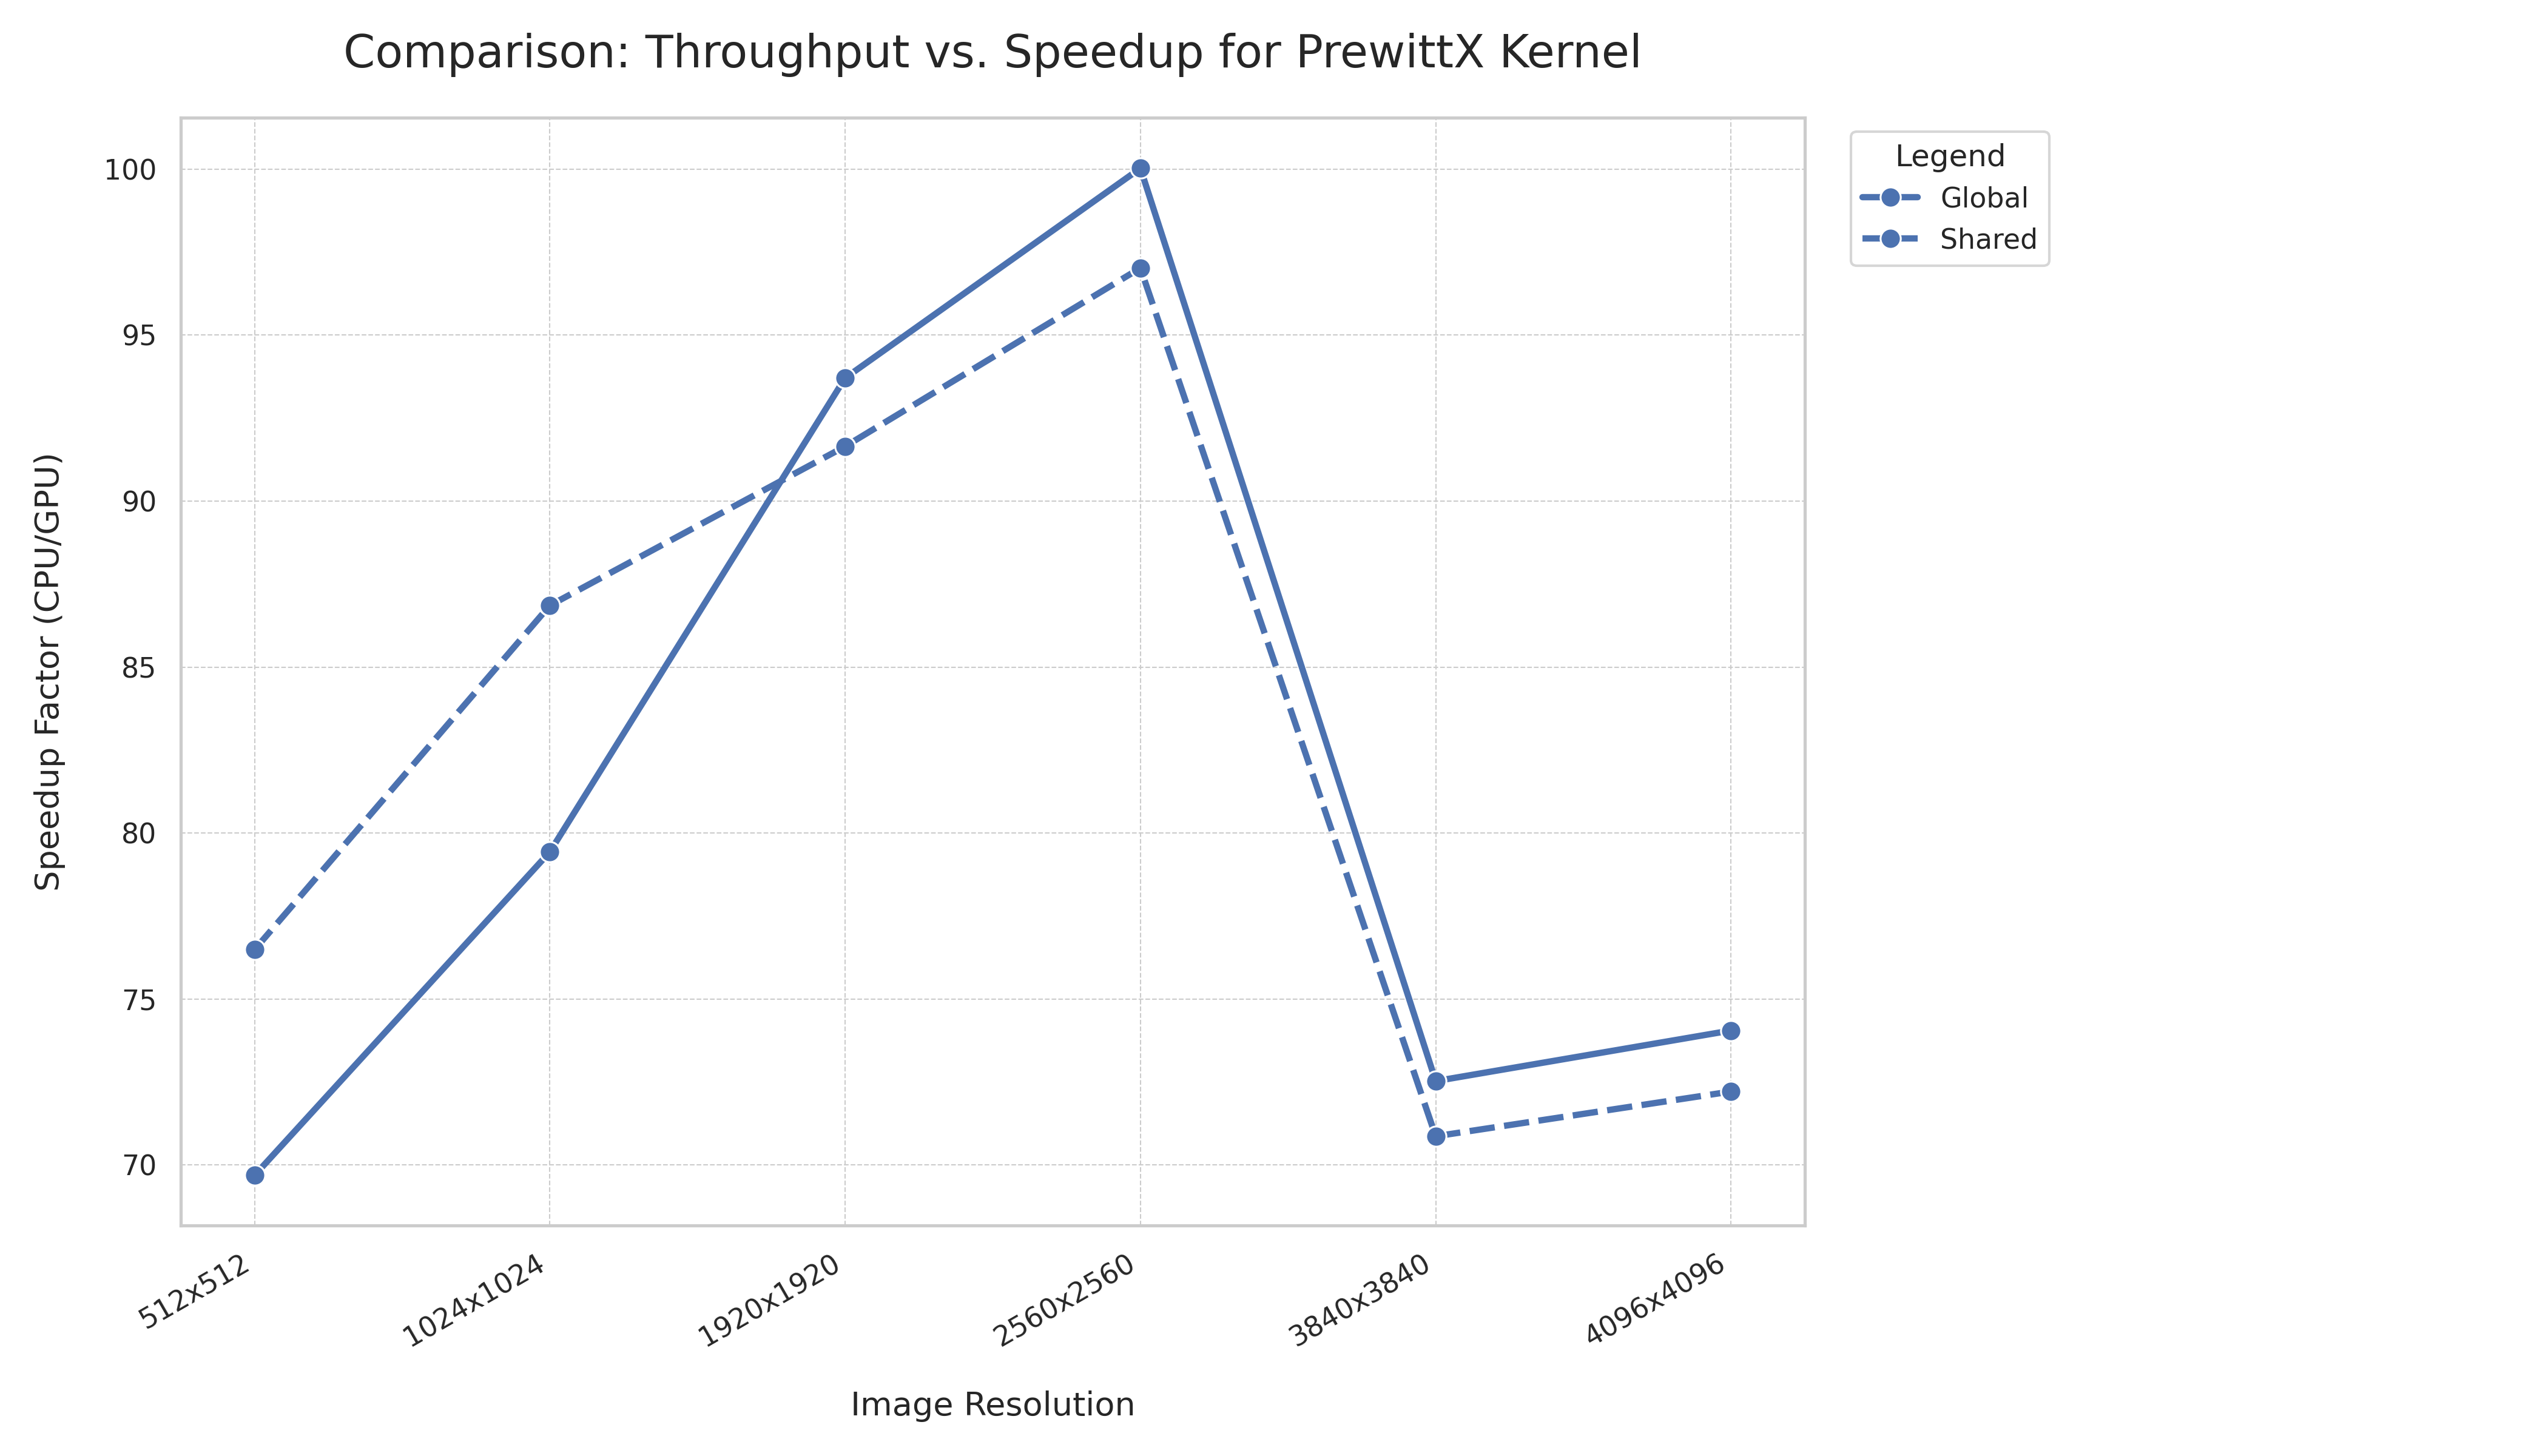 Comparison: Throughput vs. Speedup for PrewittX Kernel
Legend
Global
Shared
Speedup Factor (CPU/GPU)
100
95
90
85
80
75
70
512x512
1024x1024
1920x1920
2560x2560
3840x3840
4096x4096
Image Resolution